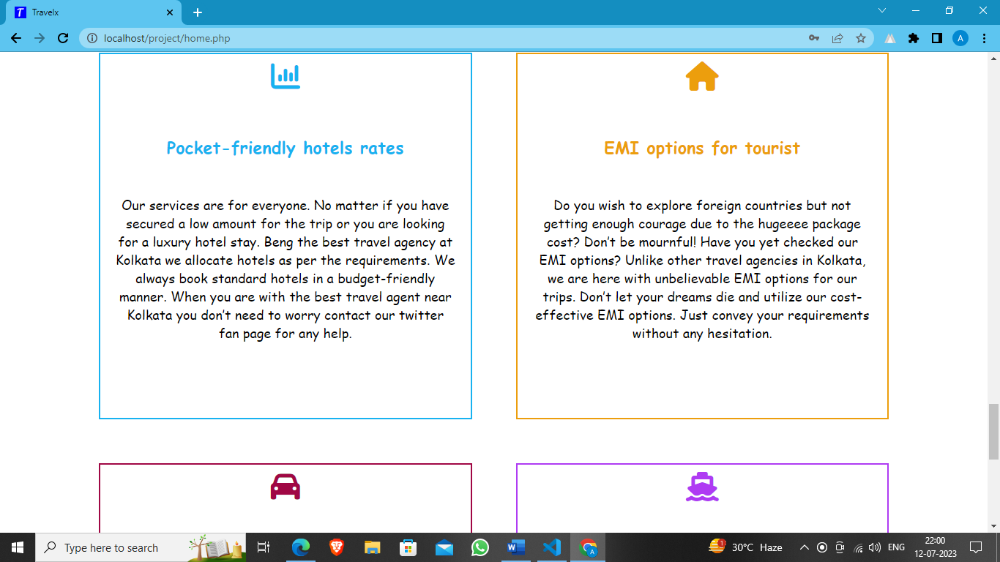 Travelx
localhost/project/home.php
A
Pocket-friendly hotels rates
Our services are for everyone. No matter if you have
secured a low amount for the trip or you are looking
for a luxury hotel stay. Beng the best travel agency at
Kolkata we allocate hotels as per the requirements. We
always book standard hotels in a budget-friendly
manner. When you are with the best travel agent near
Kolkata you don't need to worry contact our twitter
fan page for any help.
EMI options for tourist
Do you wish to explore foreign countries but not
getting enough courage due to the hugeeee package
cost? Don't be mournful! Have you yet checked our
EMI options? Unlike other travel agencies in Kolkata,
we are here with unbelievable EMI options for our
trips. Don't let your dreams die and utilize our cost-
effective EMI options. Just convey your requirements
without any hesitation.
Type here to search
W
A
1
30°C Haze
ENG
22:00
12-07-2023